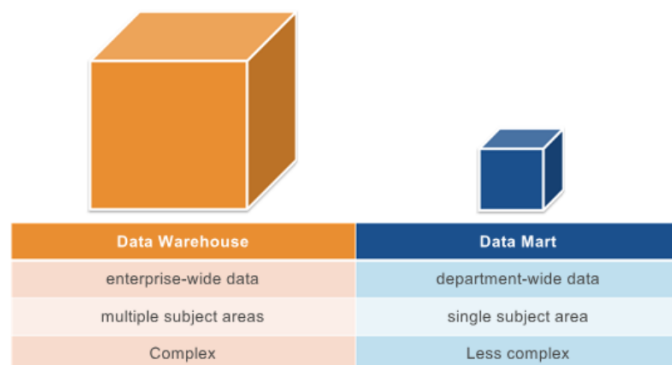 Data Warehouse Data Mart
enterprise-wide data department-wide data
multiple subject areas single subject area
Complex Less complex